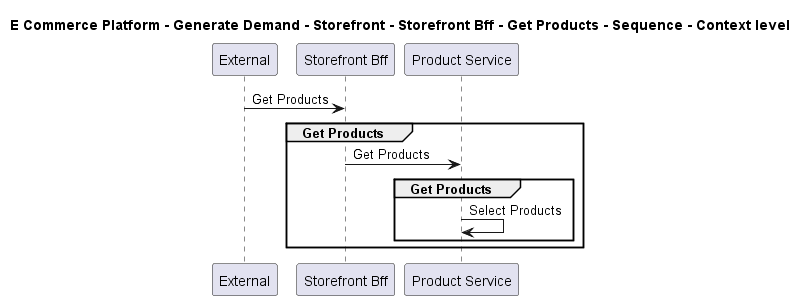 E Commerce Platform - Generate Demand - Storefront - Storefront Bff - Get Products - Sequence - Context level
External Storefront Bff Product Service
Get Products
Get Products
Get Products
Get Products
Select Products
External Storefront Bff Product Service